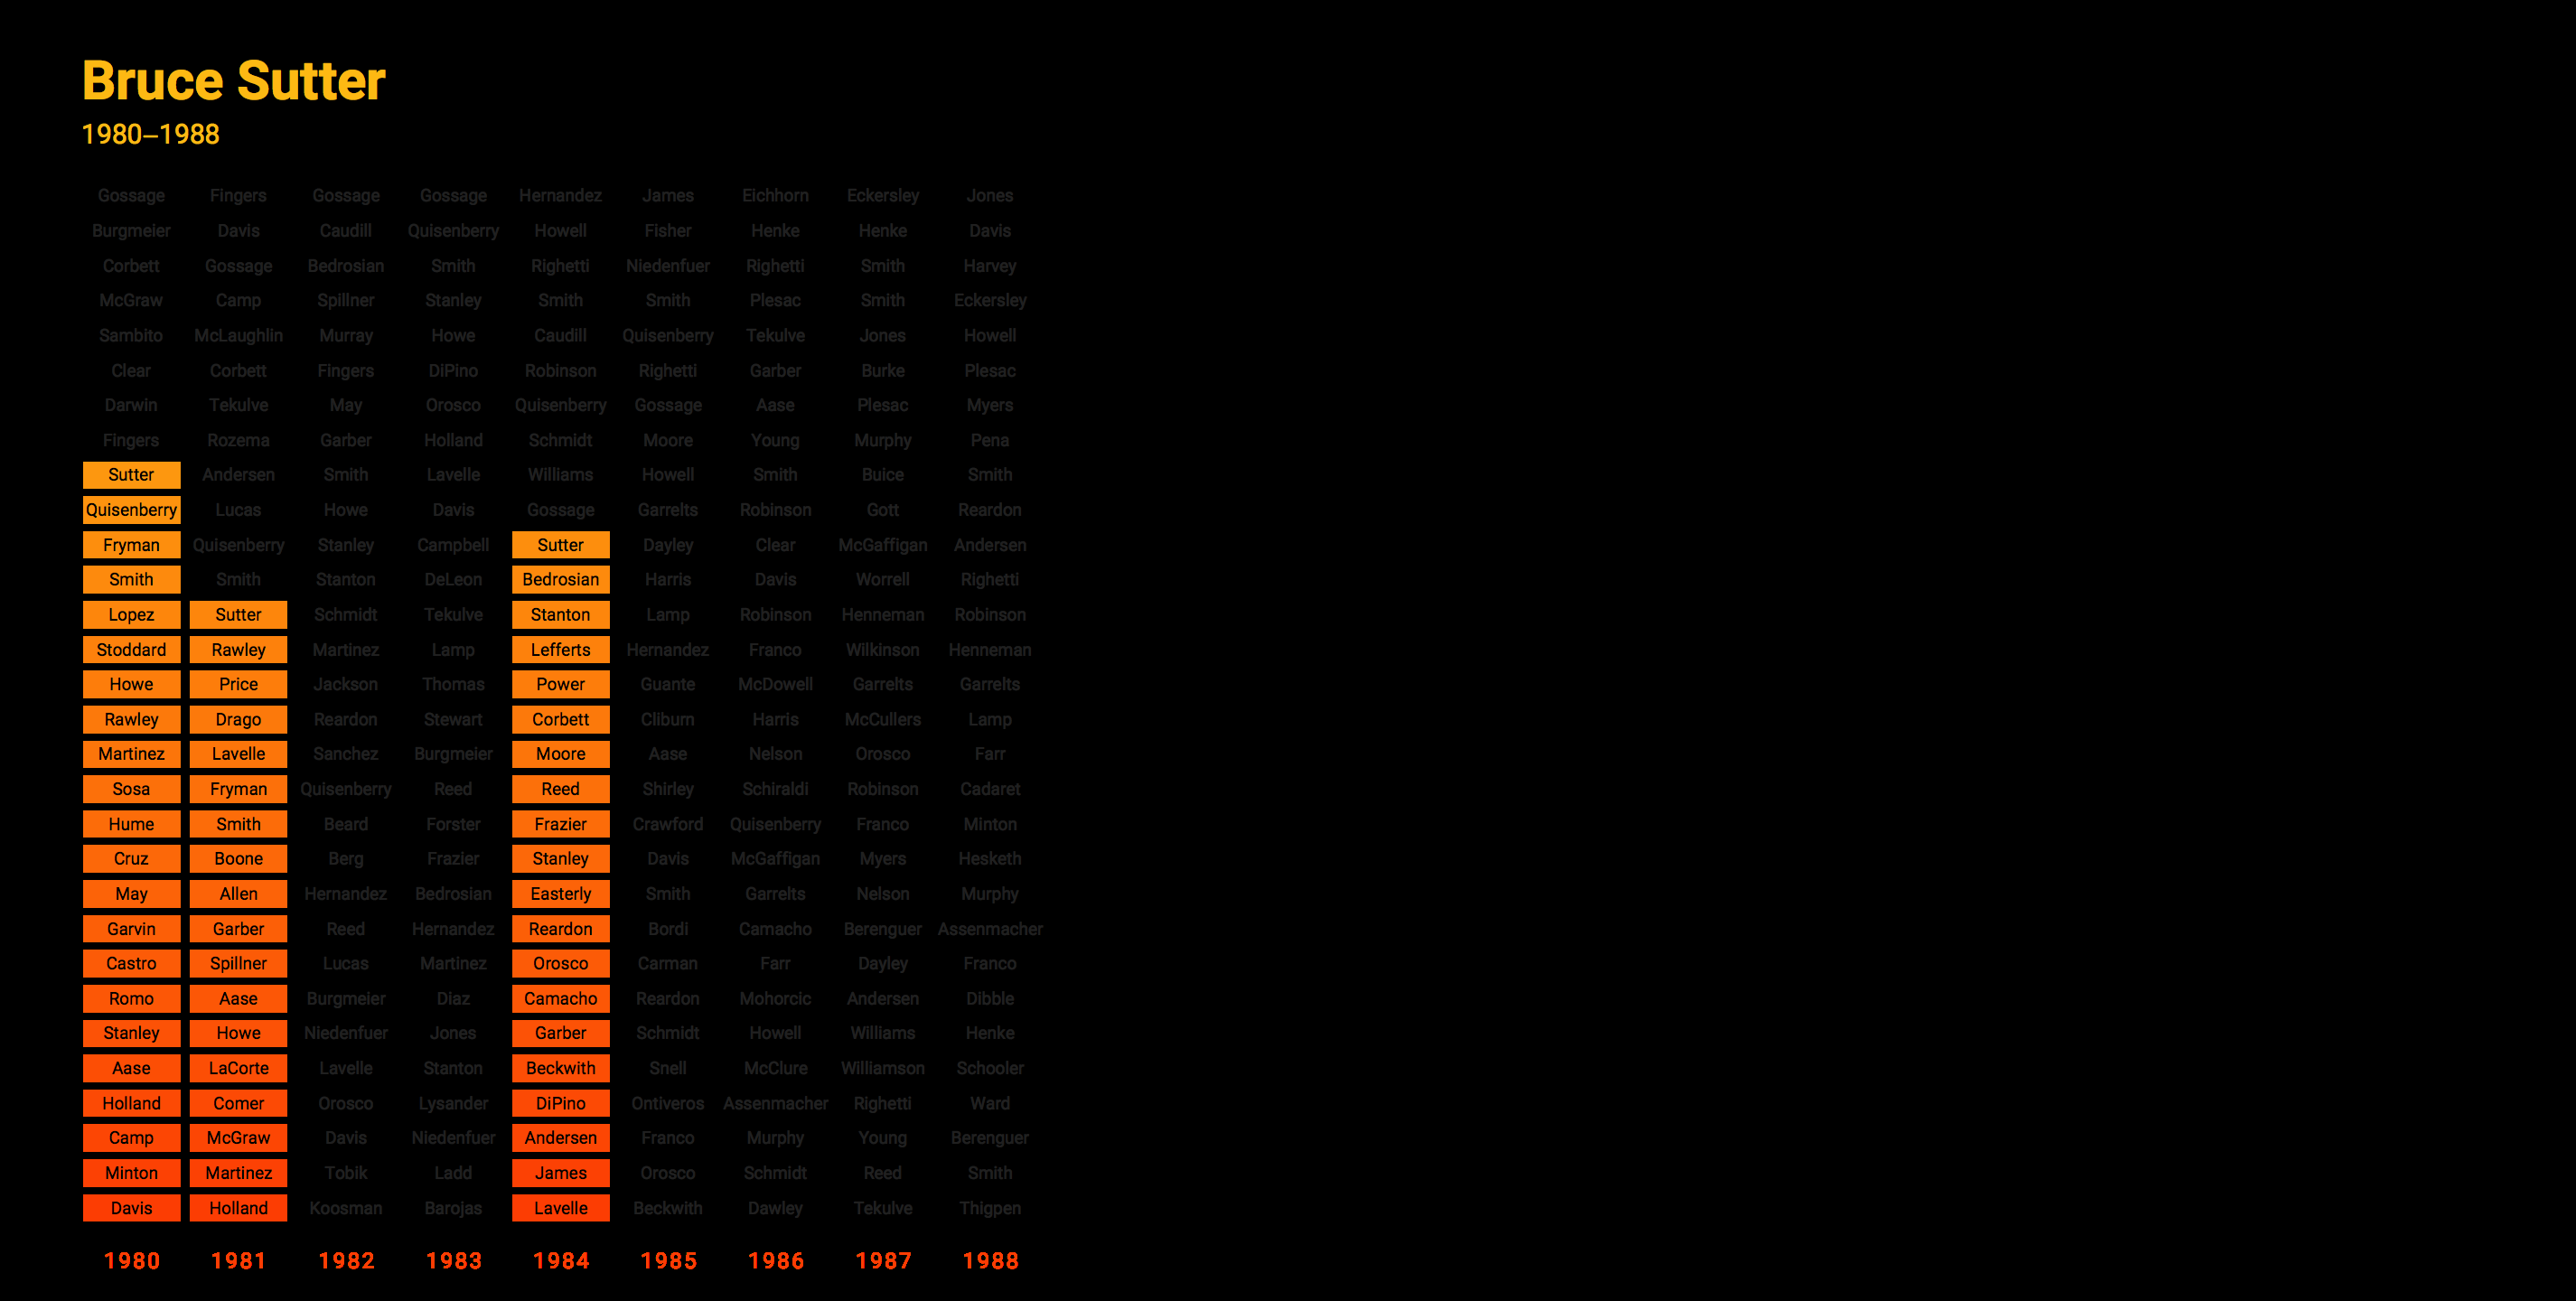 Bruce Sutter
1980–1988
Gossage Fingers Gossage Gossage Hernandez James Eichhorn Eckersley Jones
Burgmeier Davis Caudill Quisenberry Howell Fisher Henke Henke Davis
Corbett Gossage Bedrosian Smith Righetti Niedenfuer Righetti Smith Harvey
McGraw Camp Spillner Stanley Smith Smith Plesac Smith Eckersley
Sambito McLaughlin Murray Howe Caudill Quisenberry Tekulve Jones Howell
Clear Corbett Fingers DiPino Robinson Righetti Garber Burke Plesac
Darwin Tekulve May Orosco Quisenberry Gossage Aase Plesac Myers
Fingers Rozema Garber Holland Schmidt Moore Young Murphy Pena
Sutter Andersen Smith Lavelle Williams Howell Smith Buice Smith
Quisenberry Lucas Howe Davis Gossage Garrelts Robinson Gott Reardon
Fryman Quisenberry Stanley Campbell Sutter Dayley Clear McGaffigan Andersen
Smith Smith Stanton DeLeon Bedrosian Harris Davis Worrell Righetti
Lopez Sutter Schmidt Tekulve Stanton Lamp Robinson Henneman Robinson
Stoddard Rawley Martinez Lamp Lefferts Hernandez Franco Wilkinson Henneman
Howe Price Jackson Thomas Power Guante McDowell Garrelts Garrelts
Rawley Drago Reardon Stewart Corbett Cliburn Harris McCullers Lamp
Martinez Lavelle Sanchez Burgmeier Moore Aase Nelson Orosco Farr
Sosa Fryman Quisenberry Reed Reed Shirley Schiraldi Robinson Cadaret
Hume Smith Beard Forster Frazier Crawford Quisenberry Franco Minton
Cruz Boone Berg Frazier Stanley Davis McGaffigan Myers Hesketh
May Allen Hernandez Bedrosian Easterly Smith Garrelts Nelson Murphy
Garvin Garber Reed Hernandez Reardon Bordi Camacho Berenguer Assenmacher
Castro Spillner Lucas Martinez Orosco Carman Farr Dayley Franco
Romo Aase Burgmeier Diaz Camacho Reardon Mohorcic Andersen Dibble
Stanley Howe Niedenfuer Jones Garber Schmidt Howell Williams Henke
Aase LaCorte Lavelle Stanton Beckwith Snell McClure Williamson Schooler
Holland Comer Orosco Lysander DiPino Ontiveros Assenmacher Righetti Ward
Camp McGraw Davis Niedenfuer Andersen Franco Murphy Young Berenguer
Minton Martinez Tobik Ladd James Orosco Schmidt Reed Smith
Davis Holland Koosman Barojas Lavelle Beckwith Dawley Tekulve Thigpen
1980 1981 1982 1983 1984 1985 1986 1987 1988